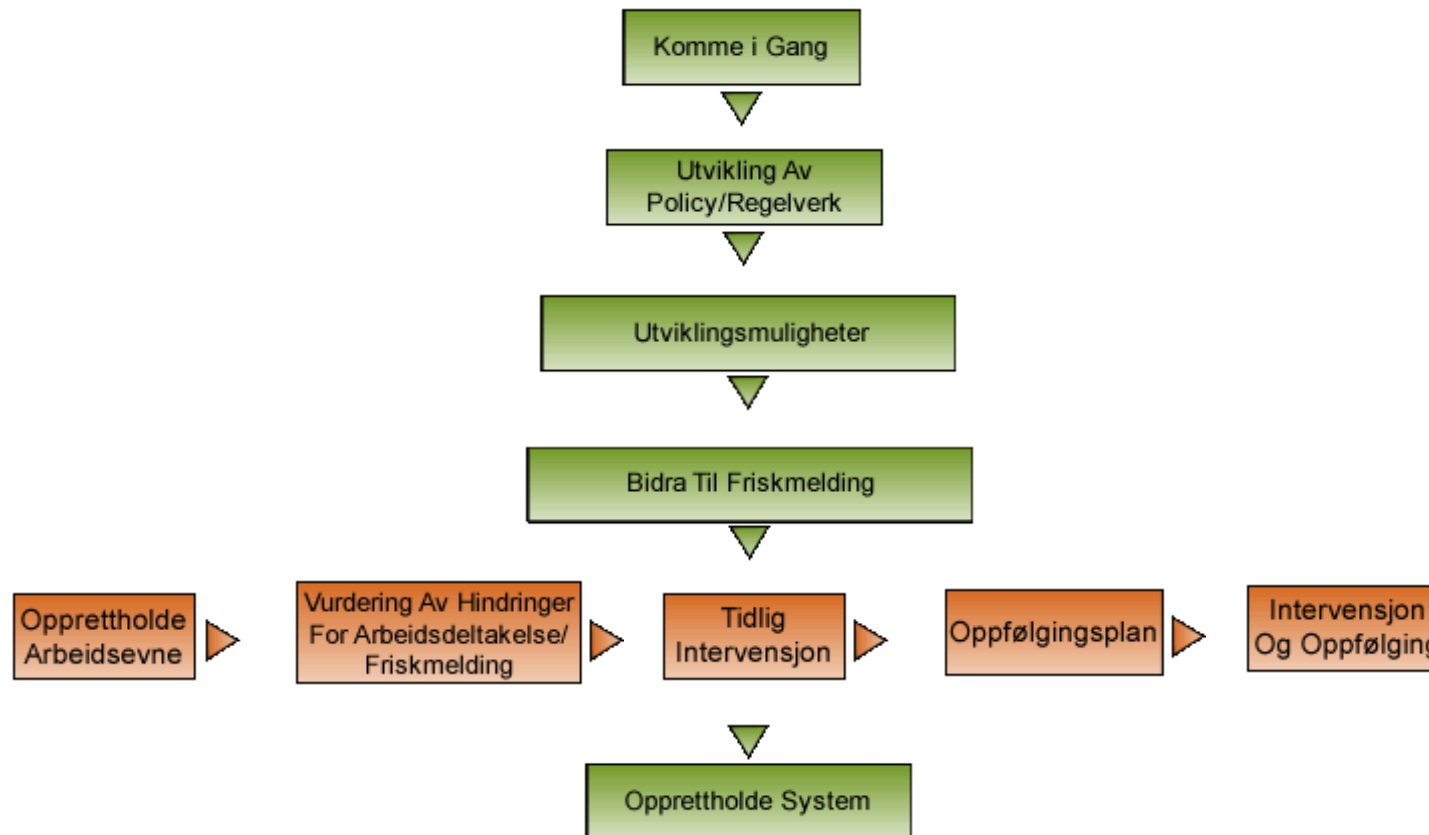 Komme i Gang
Utvikling Av
Policy/Regelverk
Utviklingsmuligheter
Bidra Til Friskmelding
Opprettholde
Arbeidsevne
Vurdering Av Hindringer
For Arbeidsdeltakelse/
Friskmelding
Tidlig
Intervensjon
Oppfølgingsplan
Intervensjon
Og Oppfølging
Opprettholde System